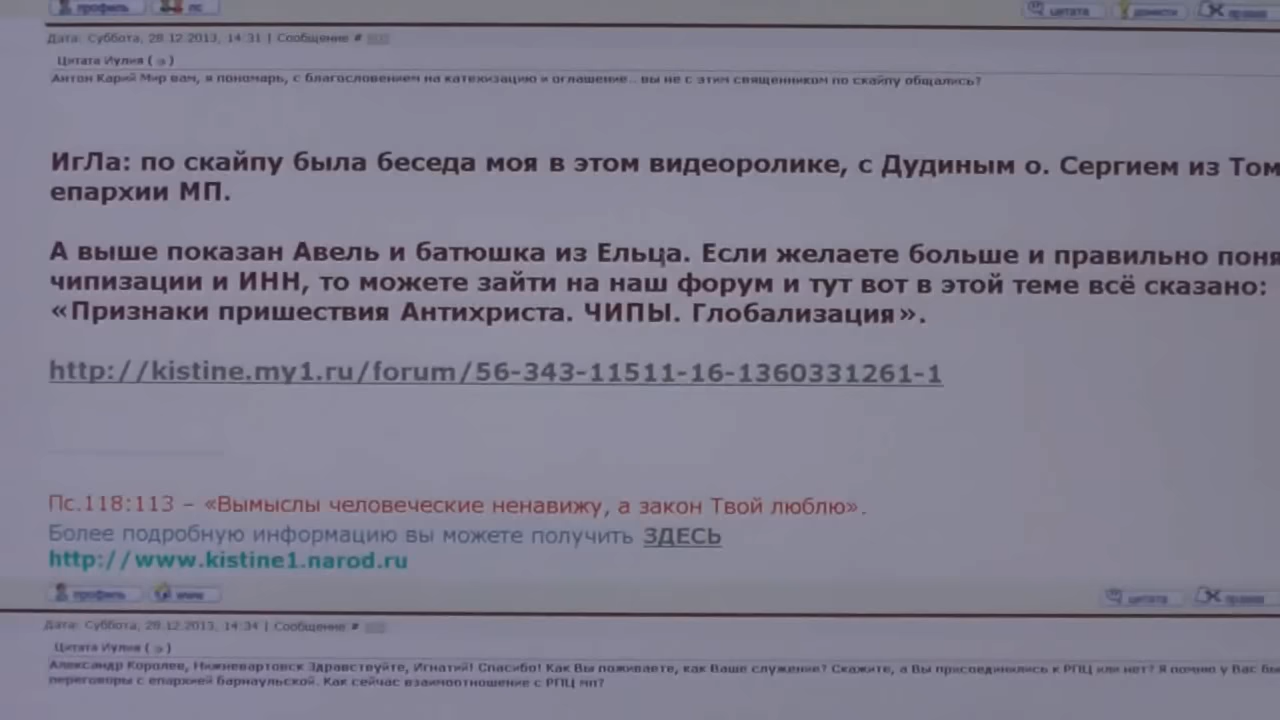 профиль лс цитата
Дата: Суббота, 28.12.2013, 14:31 | Сообщение #
Цитата Иулия ( )
Антон Карий Мир вам, я пономарь, с благословением на катехизацию и оглашение.. вы не с этим священником по скайпу общались?
ИгЛа: по скайпу была беседа моя в этом видеоролике, с Дудиным о. Сергием из Том
епархии МП.
А выше показан Авель и батюшка из Ельца. Если желаете больше и правильно поня
чипизации и ИНН, то можете зайти на наш форум и тут вот в этой теме всё сказано:
«Признаки пришествия Антихриста. ЧИПЫ. Глобализация».
http://kistine.my1.ru/forum/56-343-11511-16-1360331261-1
Пс.118:113 – «Вымыслы человеческие ненавижу, а закон Твой люблю».
Более подробную информацию вы можете получить ЗДЕСЬ
http://www.kistine1.narod.ru
профиль www цитата
Дата: Суббота, 28.12.2013, 14:34 | Сообщение #
Цитата Иулия ( )
Александр Королев, Нижневартовск Здравствуйте, Игнатий! Спасибо! Как Вы поживаете, как Ваше служение? Скажите, а Вы присоединились к РПЦ или нет? Я помню у Вас бы
переговоры с епархией барнаульской. Как сейчас взаимоотношение с РПЦ мп?